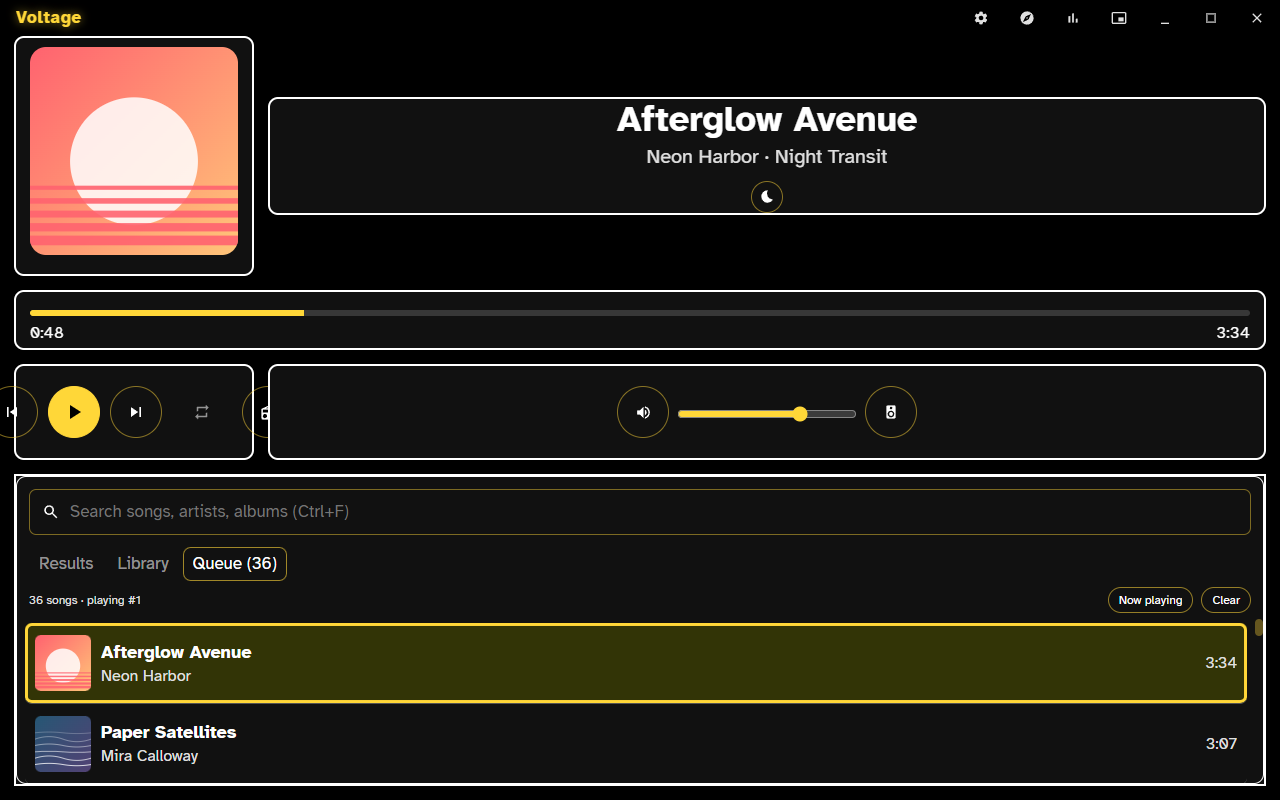 Voltage
Afterglow Avenue
Neon Harbor · Night Transit
0:48
3:34
Search songs, artists, albums (Ctrl+F)
Results
Library
Queue (36)
36 songs · playing #1
Now playing
Clear
Afterglow Avenue
Neon Harbor
3:34
Paper Satellites
Mira Calloway
3:07